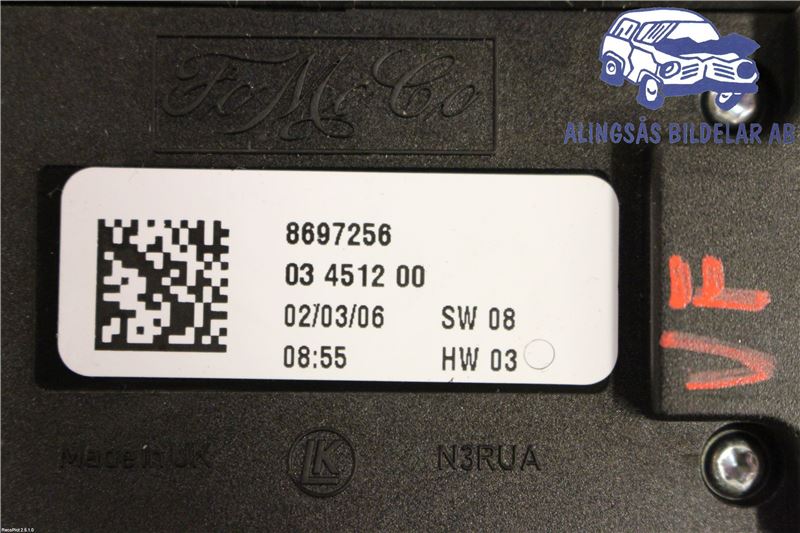 FoMoCo
ALINGSÅS BILDELAR AB
8697256
03 4512 00
02/03/06 SW 08
08:55 HW 03
VF
Made in UK LK N3RUA